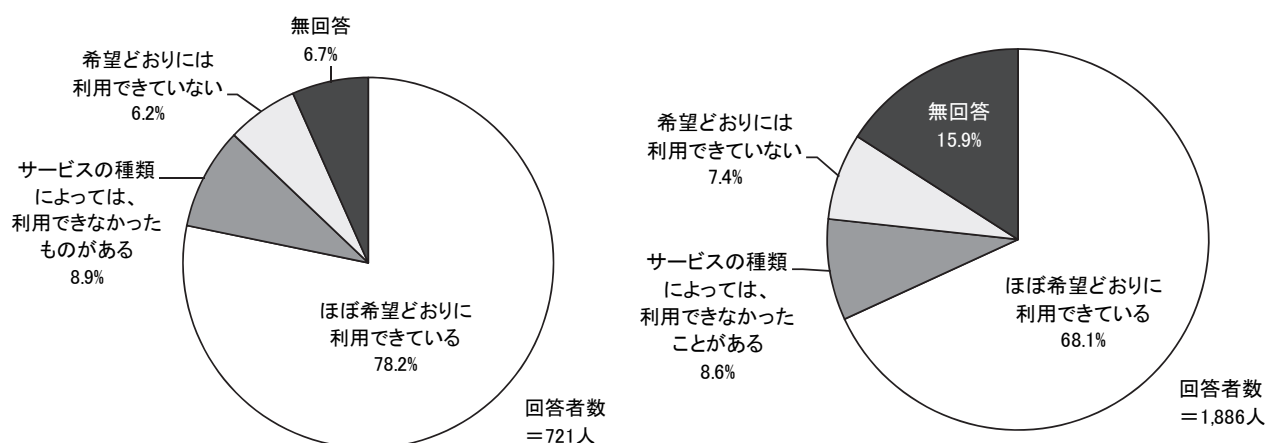 無回答
6.7%
希望どおりには
利用できていない
6.2%
サービスの種類
によっては、
利用できなかった
ものがある
8.9%
ほぼ希望どおりに
利用できている
78.2%
回答者数
＝721人
無回答
15.9%
希望どおりには
利用できていない
7.4%
サービスの種類
によっては、
利用できなかった
ことがある
8.6%
ほぼ希望どおりに
利用できている
68.1%
回答者数
＝1,886人